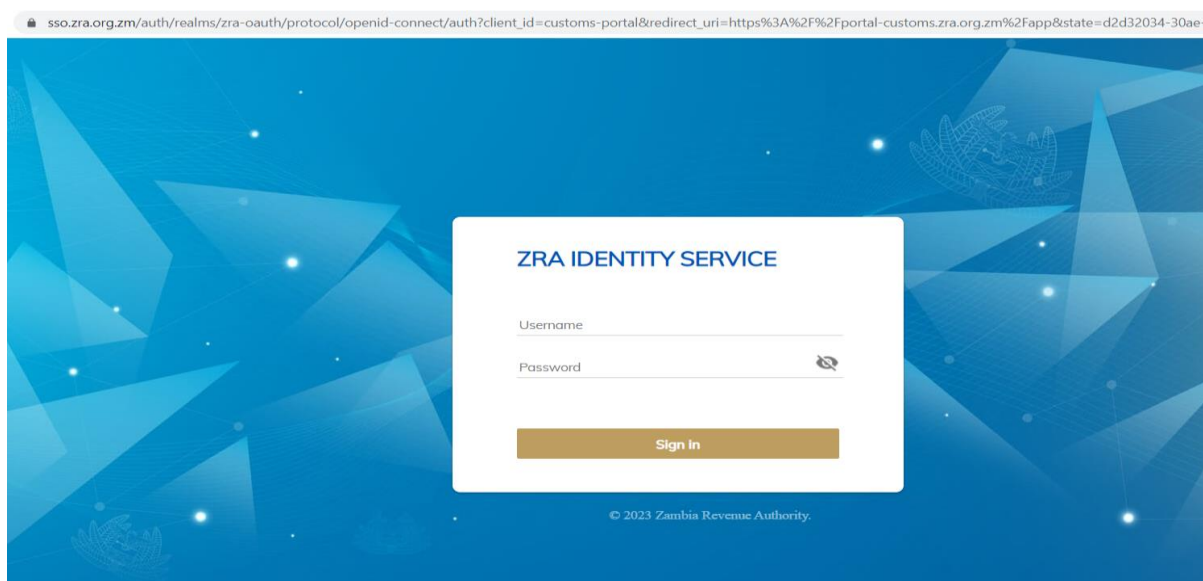 sso.zra.org.zm/auth/realms/zra-oauth/protocol/openid-connect/auth?client_id=customs-portal&redirect_uri=https%3A%2F%2Fportal-customs.zra.org.zm%2Fapp&state=d2d32034-30ae-
ZRA IDENTITY SERVICE
Username
Password
Sign In
© 2023 Zambia Revenue Authority.